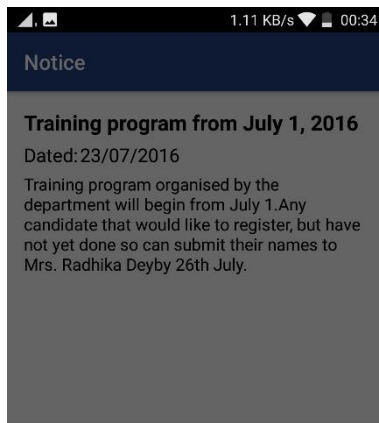 1.11 KB/s 00:34
Notice
Training program from July 1, 2016
Dated:23/07/2016
Training program organised by the
department will begin from July 1.Any
candidate that would like to register, but have
not yet done so can submit their names to
Mrs. Radhika Deyby 26th July.